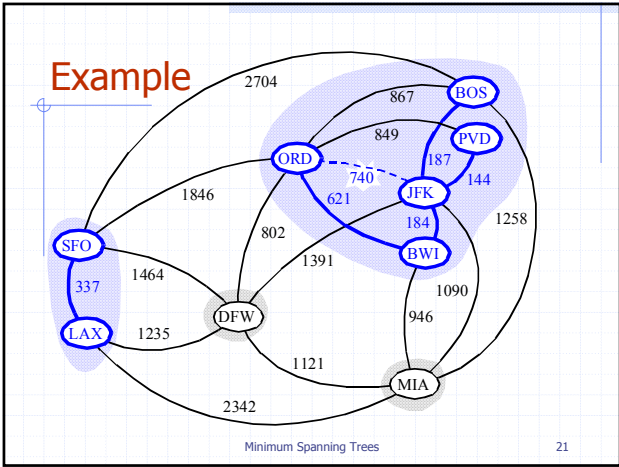 Example
2704
867
BOS
849
PVD
ORD
740
187
144
JFK
1846
621
184
1258
SFO
802
1391
BWI
1464
337
1090
DFW
946
LAX
1235
1121
MIA
2342
Minimum Spanning Trees
21